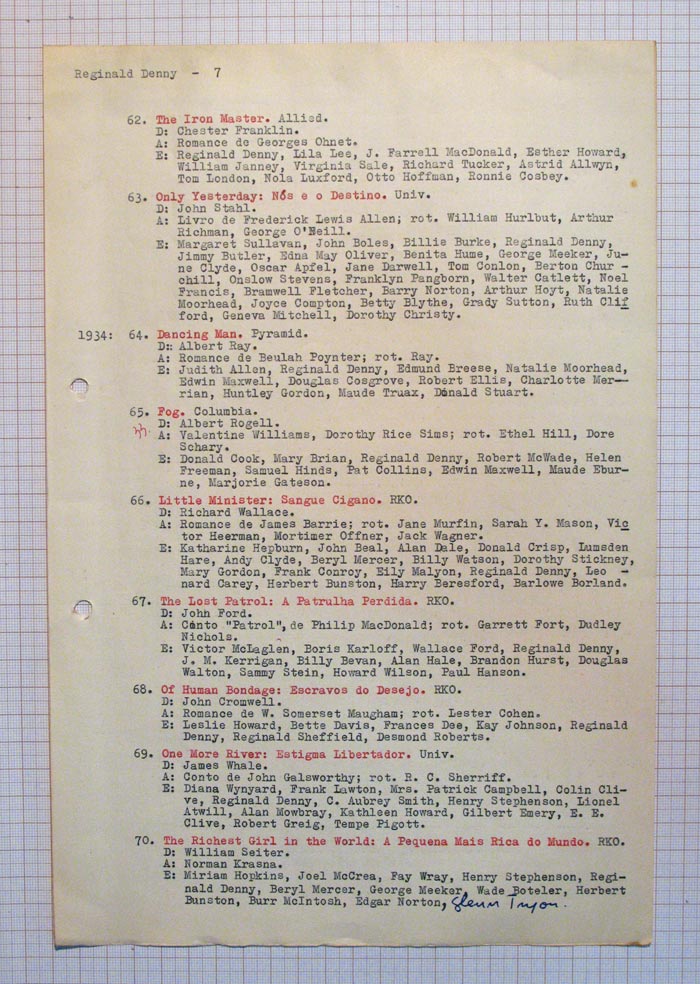 Reginald Denny - 7
62. The Iron Master. Allied.
D: Chester Franklin.
A: Romance de Georges Ohnet.
E: Reginald Denny, Lila Lee, J. Farrell MacDonald, Esther Howard,
William Janney, Virginia Sale, Richard Tucker, Astrid Allwyn,
Tom London, Nola Luxford, Otto Hoffman, Ronnie Cosbey.
63. Only Yesterday: Nós e o Destino. Univ.
D: John Stahl.
A: Livro de Frederick Lewis Allen; rot. William Hurlbut, Arthur
Richman, George O'Neill.
E: Margaret Sullavan, John Boles, Billie Burke, Reginald Denny,
Jimmy Butler, Edna May Oliver, Benita Hume, George Meeker, Ju-
ne Clyde, Oscar Apfel, Jane Darwell, Tom Conlon, Berton Chur -
chill, Onslow Stevens, Franklyn Pangborn, Walter Catlett, Noel
Francis, Bramwell Fletcher, Barry Norton, Arthur Hoyt, Natalie
Moorhead, Joyce Compton, Betty Blythe, Grady Sutton, Ruth Clif
ford, Geneva Mitchell, Dorothy Christy.
1934: 64. Dancing Man. Pyramid.
D: Albert Ray.
A: Romance de Beulah Poynter; rot. Ray.
E: Judith Allen, Reginald Denny, Edmund Breese, Natalie Moorhead,
Edwin Maxwell, Douglas Cosgrove, Robert Ellis, Charlotte Mer--
rian, Huntley Gordon, Maude Truax, Donald Stuart.
65. Fog. Columbia.
D: Albert Rogell.
A: Valentine Williams, Dorothy Rice Sims; rot. Ethel Hill, Dore
Schary.
E: Donald Cook, Mary Brian, Reginald Denny, Robert McWade, Helen
Freeman, Samuel Hinds, Pat Collins, Edwin Maxwell, Maude Ebur-
ne, Marjorie Gateson.
66. Little Minister: Sangue Cigano. RKO.
D: Richard Wallace.
A: Romance de James Barrie; rot. Jane Murfin, Sarah Y. Mason, Vic
tor Heerman, Mortimer Offner, Jack Wagner.
E: Katharine Hepburn, John Beal, Alan Dale, Donald Crisp, Lumsden
Hare, Andy Clyde, Beryl Mercer, Billy Watson, Dorothy Stickney,
Mary Gordon, Frank Conroy, Eily Malyon, Reginald Denny, Leo -
nard Carey, Herbert Bunston, Harry Beresford, Barlowe Borland.
67. The Lost Patrol: A Patrulha Perdida. RKO.
D: John Ford.
A: Conto "Patrol", de Philip MacDonald; rot. Garrett Fort, Dudley
Nichols.
E: Victor McLaglen, Boris Karloff, Wallace Ford, Reginald Denny,
J. M. Kerrigan, Billy Bevan, Alan Hale, Brandon Hurst, Douglas
Walton, Sammy Stein, Howard Wilson, Paul Hanson.
68. Of Human Bondage: Escravos do Desejo. RKO.
D: John Cromwell.
A: Romance de W. Somerset Maugham; rot. Lester Cohen.
E: Leslie Howard, Bette Davis, Frances Dee, Kay Johnson, Reginald
Denny, Reginald Sheffield, Desmond Roberts.
69. One More River: Estigma Libertador. Univ.
D: James Whale.
A: Conto de John Galsworthy; rot. R. C. Sherriff.
E: Diana Wynyard, Frank Lawton, Mrs. Patrick Campbell, Colin Cli-
ve, Reginald Denny, C. Aubrey Smith, Henry Stephenson, Lionel
Atwill, Alan Mowbray, Kathleen Howard, Gilbert Emery, E. E.
Clive, Robert Greig, Tempe Pigott.
70. The Richest Girl in the World: A Pequena Mais Rica do Mundo. RKO.
D: William Seiter.
A: Norman Krasna.
E: Miriam Hopkins, Joel McCrea, Fay Wray, Henry Stephenson, Regi-
nald Denny, Beryl Mercer, George Meeker, Wade Boteler, Herbert
Bunston, Burr McIntosh, Edgar Norton, Glenn Tryon.